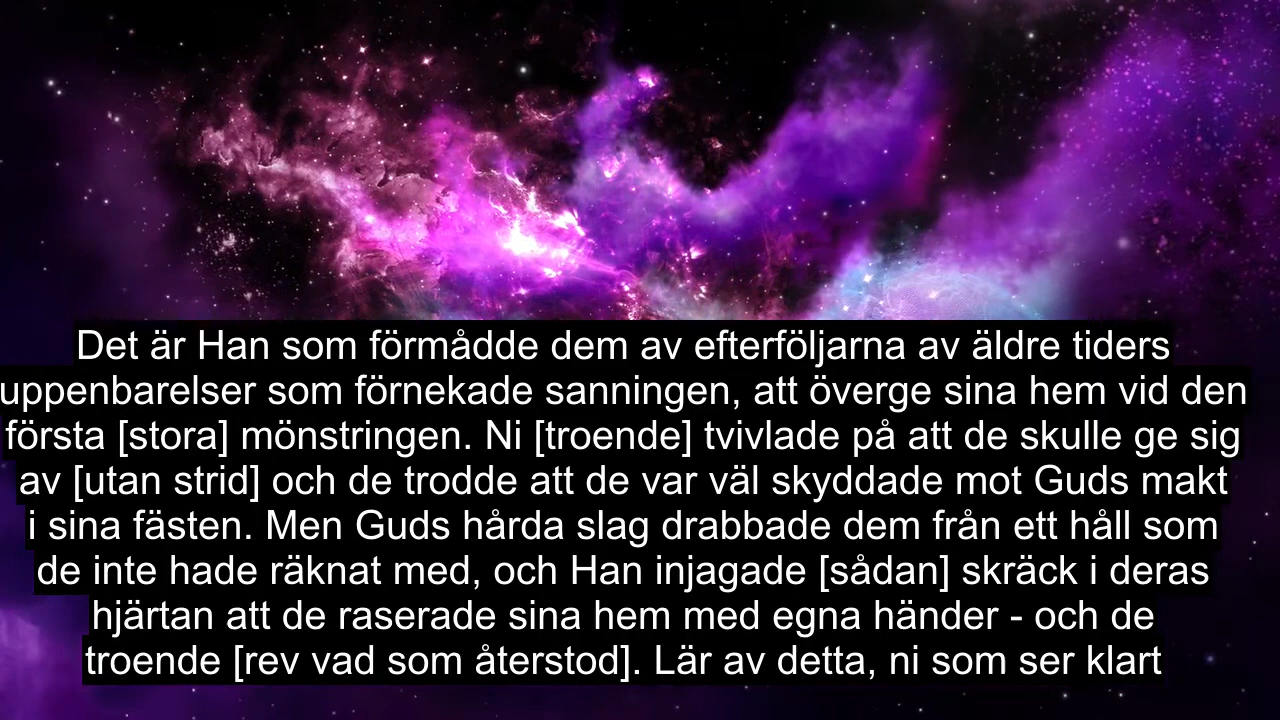 Det är Han som förmådde dem av efterföljarna av äldre tiders
uppenbarelser som förnekade sanningen, att överge sina hem vid den
första [stora] mönstringen. Ni [troende] tvivlade på att de skulle ge sig
av [utan strid] och de trodde att de var väl skyddade mot Guds makt
i sina fästen. Men Guds hårda slag drabbade dem från ett håll som
de inte hade räknat med, och Han injagade [sådan] skräck i deras
hjärtan att de raserade sina hem med egna händer - och de
troende [rev vad som återstod]. Lär av detta, ni som ser klart